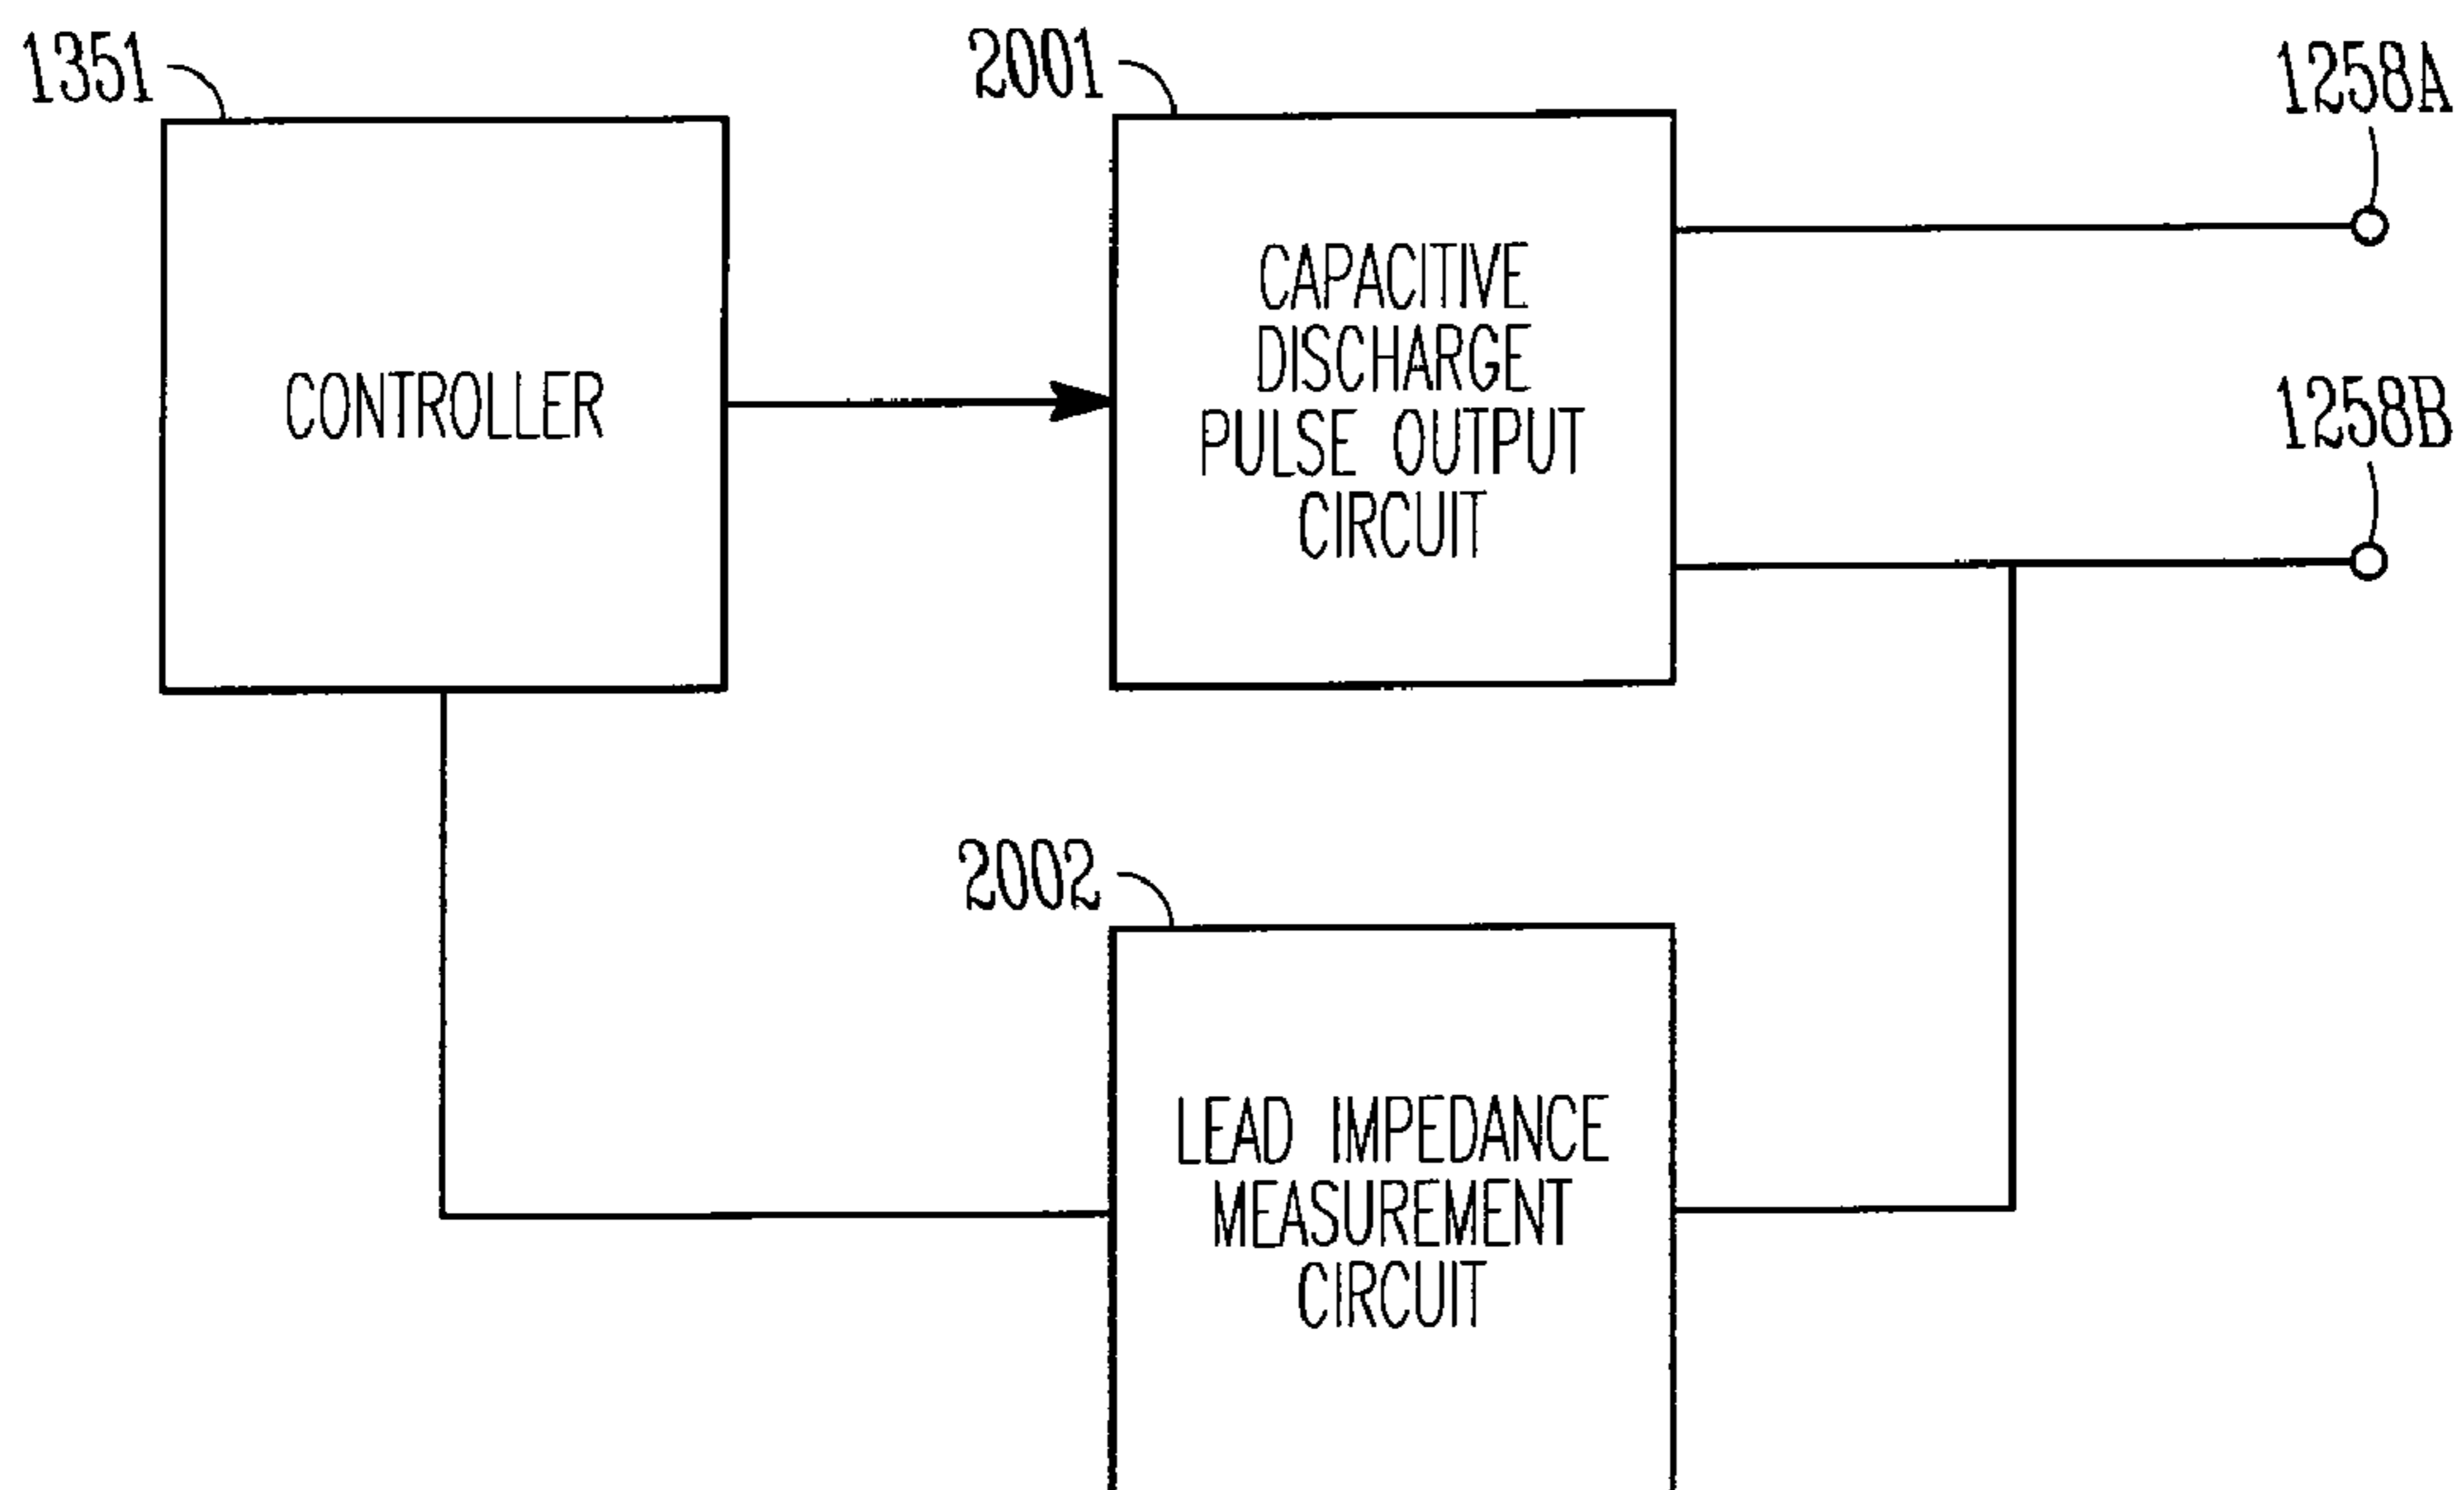 1351
2001
1258A
CONTROLLER
CAPACITIVE
DISCHARGE
PULSE OUTPUT
CIRCUIT
1258B
2002
LEAD IMPEDANCE
MEASUREMENT
CIRCUIT